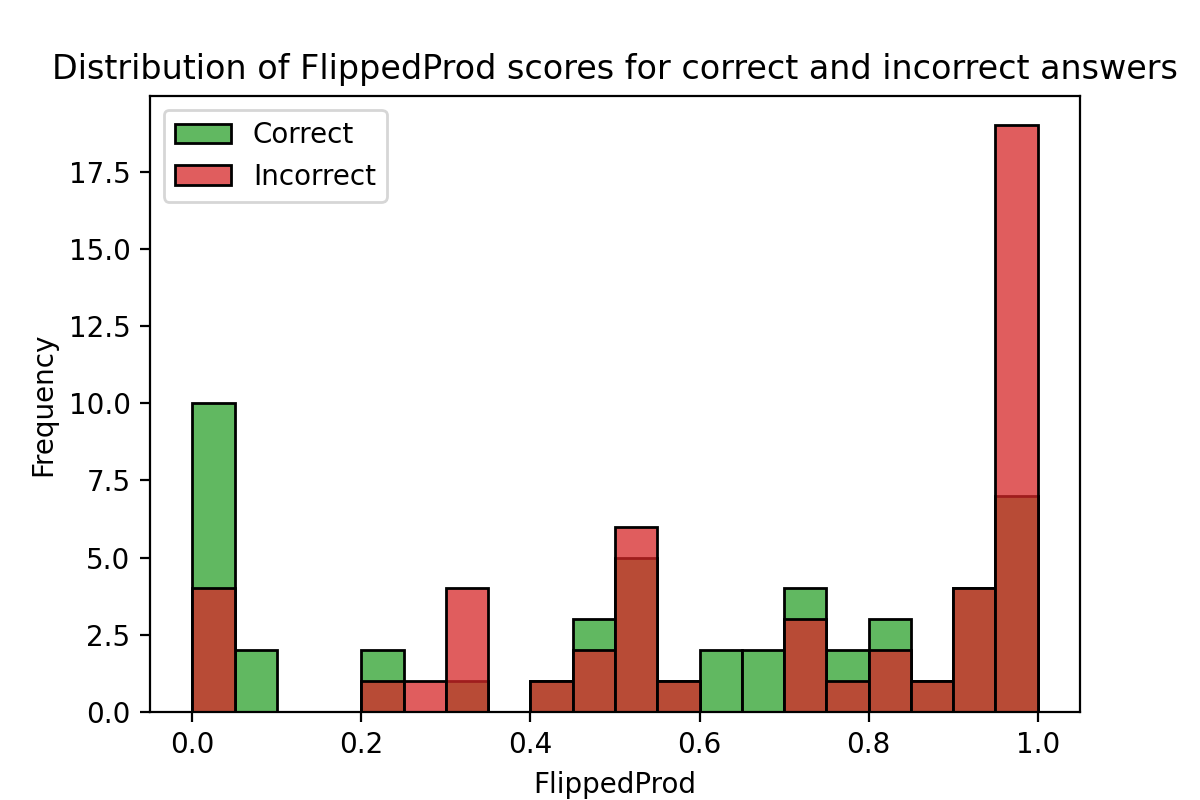 Distribution of FlippedProd scores for correct and incorrect answers
Correct
Incorrect
17.5
15.0
12.5
10.0
7.5
5.0
2.5
0.0
Frequency
0.0 0.2 0.4 0.6 0.8 1.0
FlippedProd